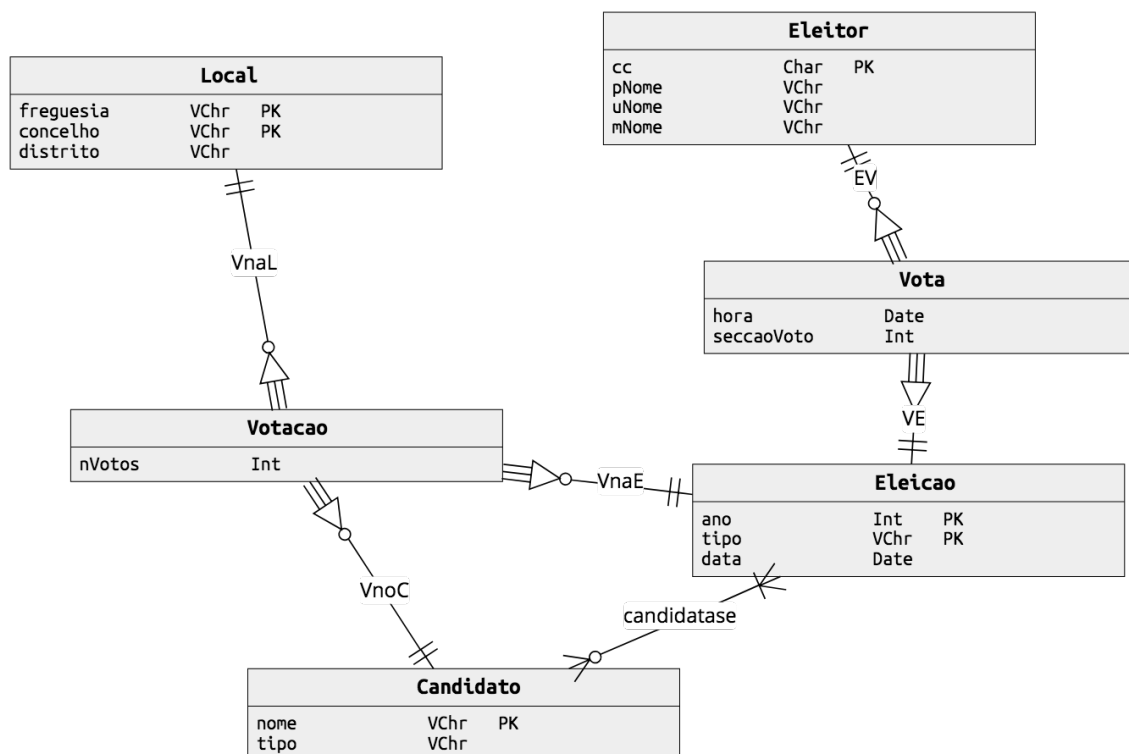 Eleitor
cc Char PK
pNome VChr
uNome VChr
mNome VChr
Local
freguesia VChr PK
concelho VChr PK
distrito VChr
EV
VnaL
Vota
hora Date
seccaoVoto Int
VE
Votacao
nVotos Int
VnaE
Eleicao
ano Int PK
tipo VChr PK
data Date
VnoC
candidatase
Candidato
nome VChr PK
tipo VChr